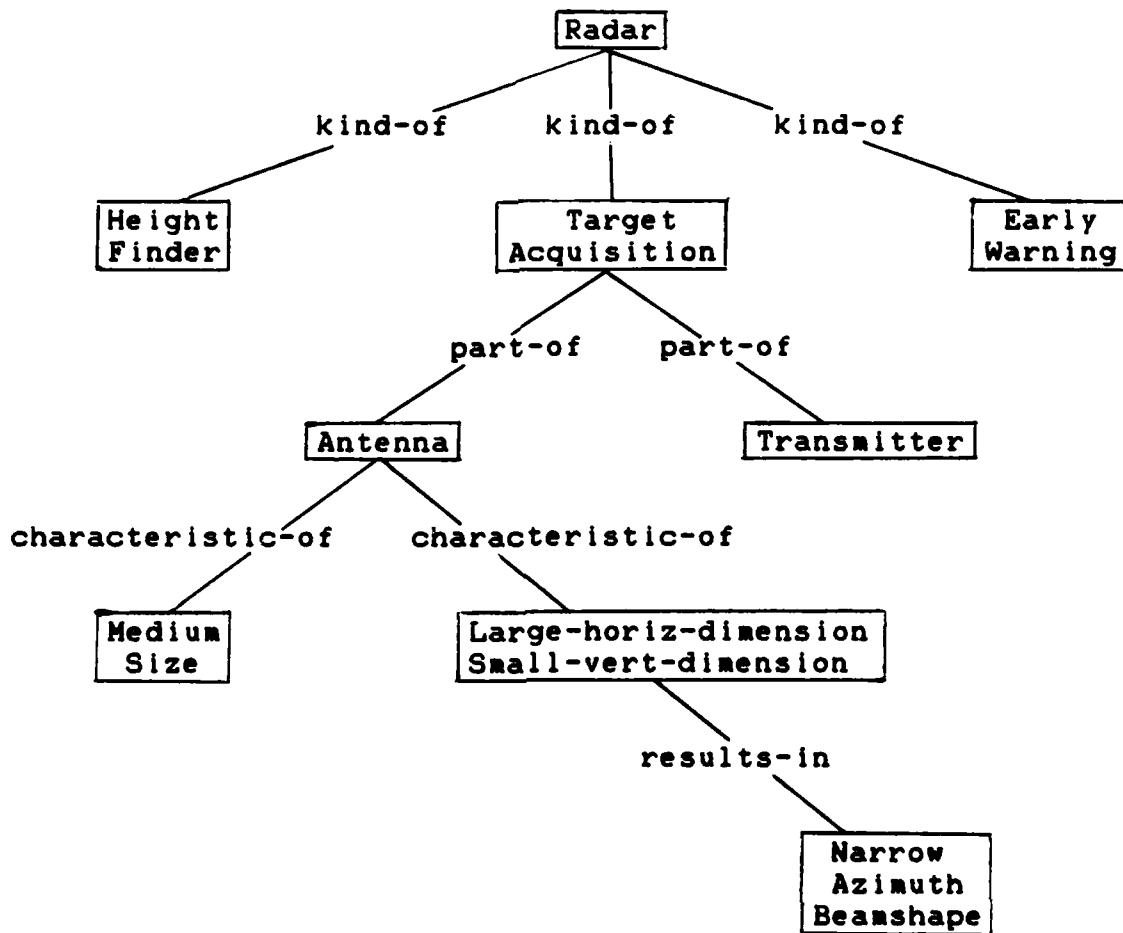 Radar
kind-of kind-of kind-of
Height
Finder
Target
Acquisition
Early
Warning
part-of part-of
Antenna
Transmitter
characteristic-of characteristic-of
Medium
Size
Large-horiz-dimension
Small-vert-dimension
results-in
Narrow
Azimuth
Beamshape